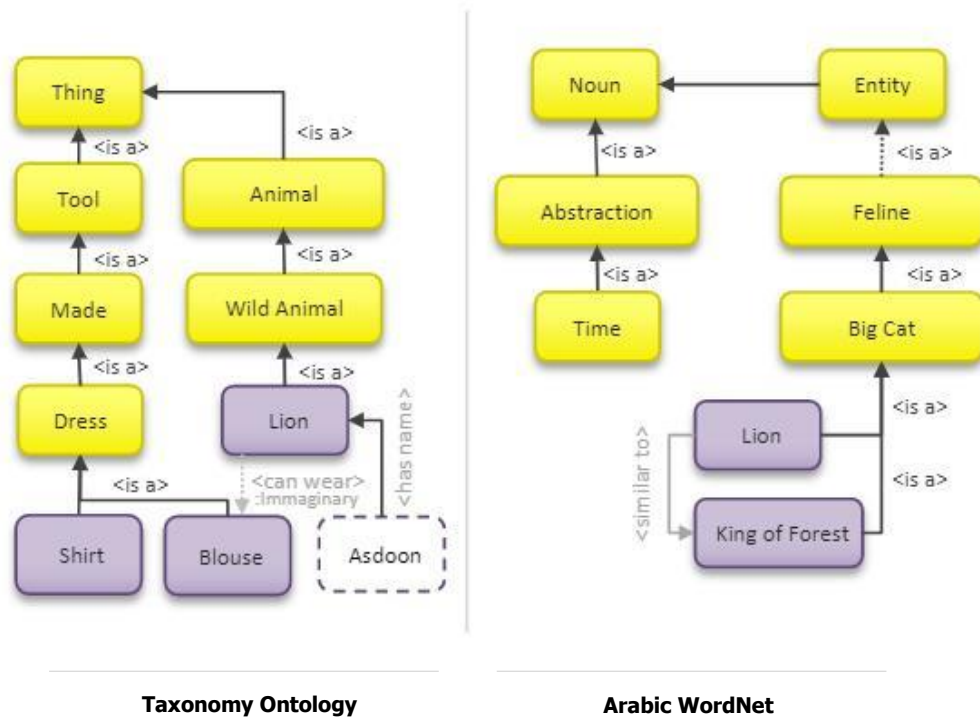 Thing
<is a>
<is a>
Tool
Animal
<is a>
<is a>
Made
Wild Animal
<is a>
<is a>
Dress
Lion
<has name>
<is a>
<can wear>
:Immaginary
Shirt
Blouse
Asdoon
Taxonomy Ontology
Noun
Entity
<is a>
<is a>
Abstraction
Feline
<is a>
<is a>
Time
Big Cat
<is a>
Lion
<similar to>
<is a>
King of Forest
Arabic WordNet